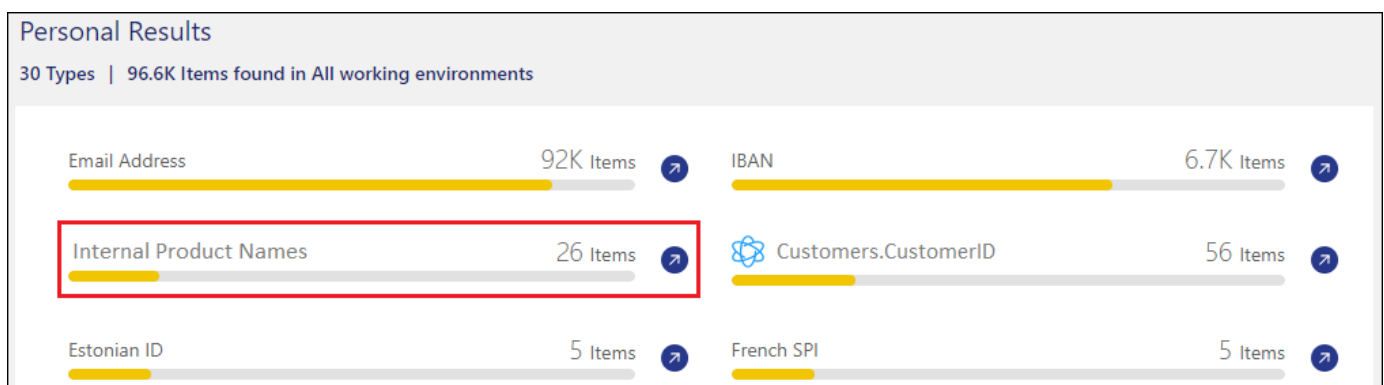 Personal Results
30 Types | 96.6K Items found in All working environments
Email Address 92K Items
IBAN 6.7K Items
Internal Product Names 26 Items
Customers.CustomerID 56 Items
Estonian ID 5 Items
French SPI 5 Items